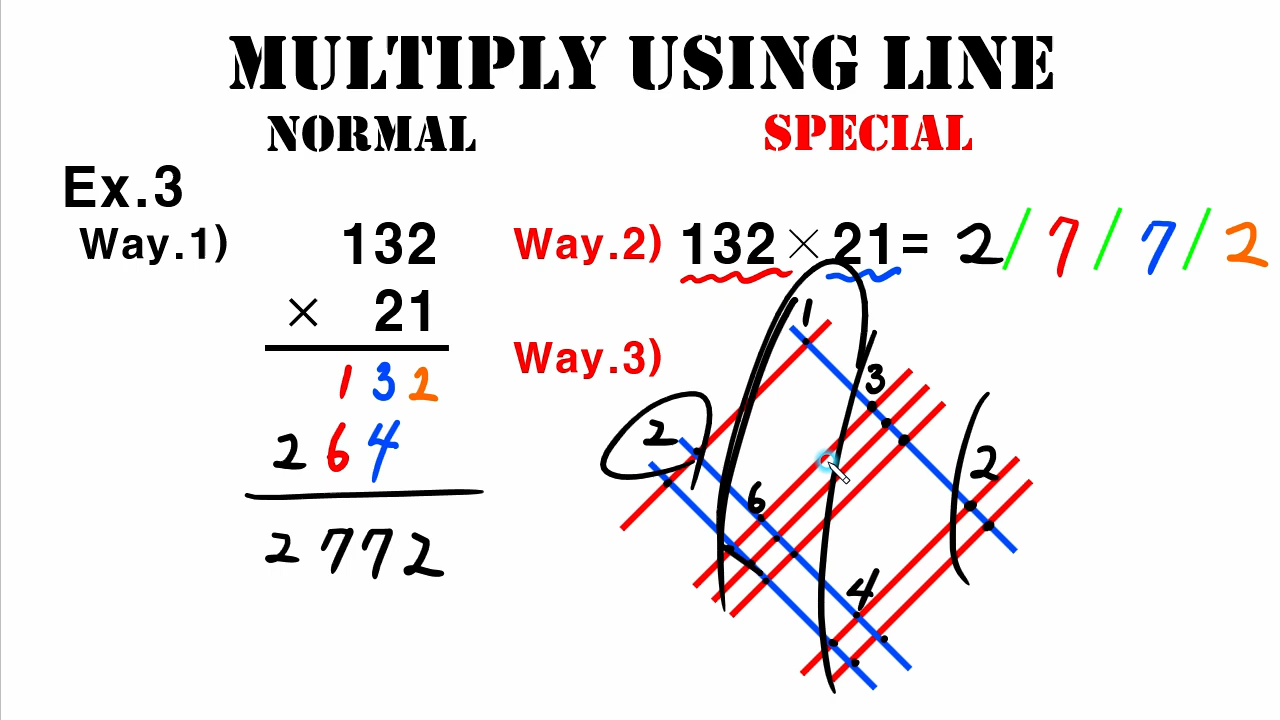 MULTIPLY USING LINE
NORMAL SPECIAL
Ex.3
Way.1) 132
× 21
132
264
2772
Way.2) 132×21= 2/7/7/2
Way.3)
1
3
2
2
6
4